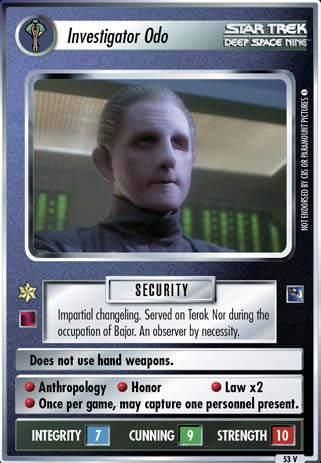 Investigator Odo
STAR TREK
DEEP SPACE NINE
NOT ENDORSED BY CBS OR PARAMOUNT PICTURES
SECURITY
Impartial changeling. Served on Terok Nor during the
occupation of Bajor. An observer by necessity.
Does not use hand weapons.
Anthropology Honor Law x2
Once per game, may capture one personnel present.
INTEGRITY 7 CUNNING 9 STRENGTH 10
53 V